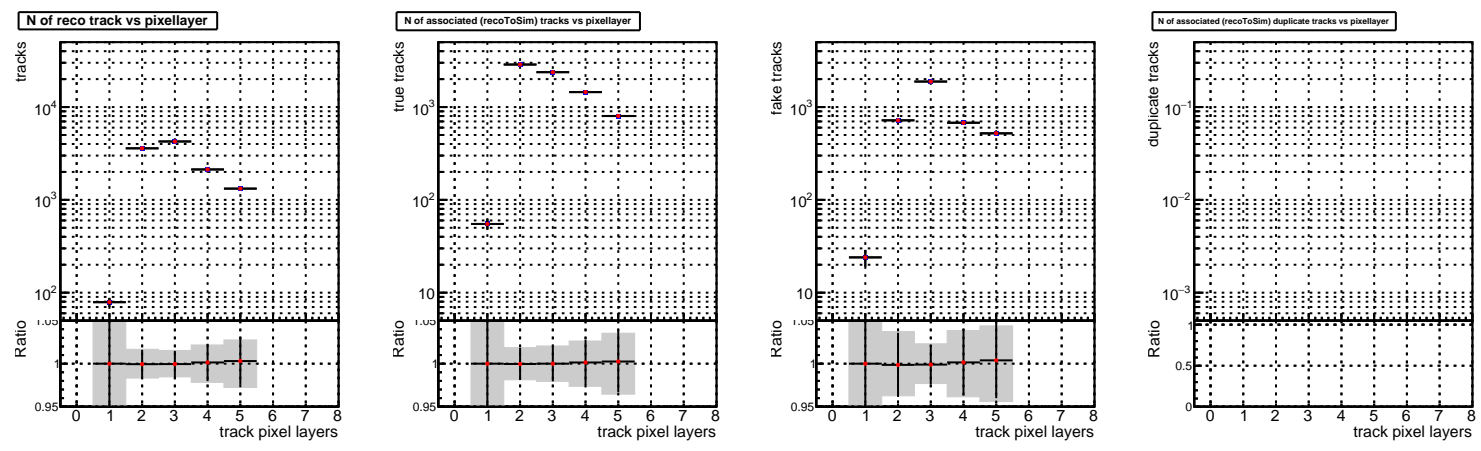 N of reco track vs pixellayer
tracks
10^4
10^3
10^2
Ratio
1.05
1
0.95
0 1 2 3 4 5 6 7 8
track pixel layers
N of associated (recoToSim) tracks vs pixellayer
true tracks
10^3
10^2
10
Ratio
1.05
1
0.95
0 1 2 3 4 5 6 7 8
track pixel layers
fake tracks
10^3
10^2
10
Ratio
1.05
1
0.95
0 1 2 3 4 5 6 7 8
track pixel layers
N of associated (recoToSim) duplicate tracks vs pixellayer
duplicate tracks
10^−1
10^−2
10^−3
Ratio
1
0.5
0
0 1 2 3 4 5 6 7 8
track pixel layers